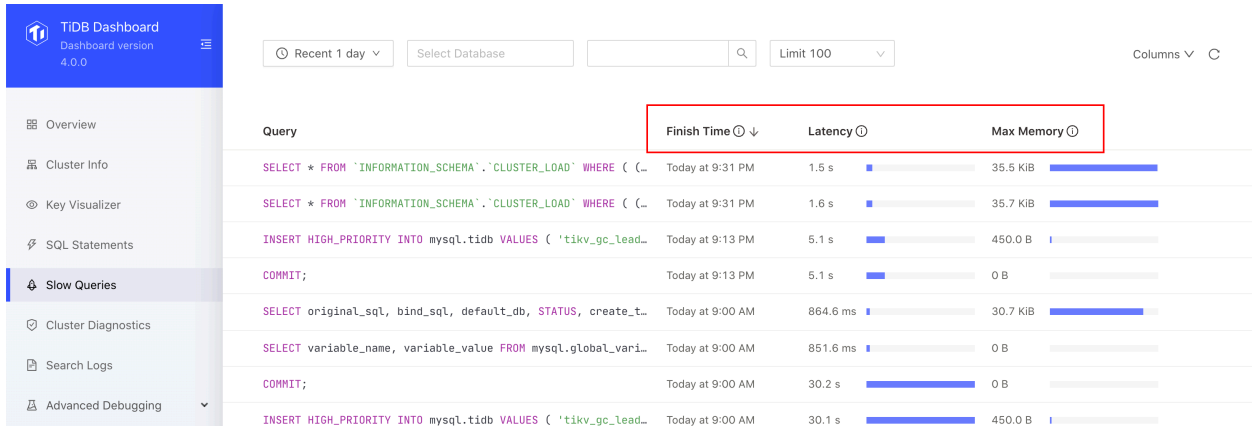 TiDB Dashboard
Dashboard version
4.0.0
Recent 1 day
Select Database
Limit 100
Columns
Overview
Cluster Info
Key Visualizer
SQL Statements
Slow Queries
Cluster Diagnostics
Search Logs
Advanced Debugging
Query Finish Time Latency Max Memory
SELECT * FROM `INFORMATION_SCHEMA`.`CLUSTER_LOAD` WHERE ( (… Today at 9:31 PM 1.5 s 35.5 KiB
SELECT * FROM `INFORMATION_SCHEMA`.`CLUSTER_LOAD` WHERE ( (… Today at 9:31 PM 1.6 s 35.7 KiB
INSERT HIGH_PRIORITY INTO mysql.tidb VALUES ( 'tikv_gc_lead… Today at 9:13 PM 5.1 s 450.0 B
COMMIT; Today at 9:13 PM 5.1 s 0 B
SELECT original_sql, bind_sql, default_db, STATUS, create_t… Today at 9:00 AM 864.6 ms 30.7 KiB
SELECT variable_name, variable_value FROM mysql.global_vari… Today at 9:00 AM 851.6 ms 0 B
COMMIT; Today at 9:00 AM 30.2 s 0 B
INSERT HIGH_PRIORITY INTO mysql.tidb VALUES ( 'tikv_gc_lead… Today at 9:00 AM 30.1 s 450.0 B